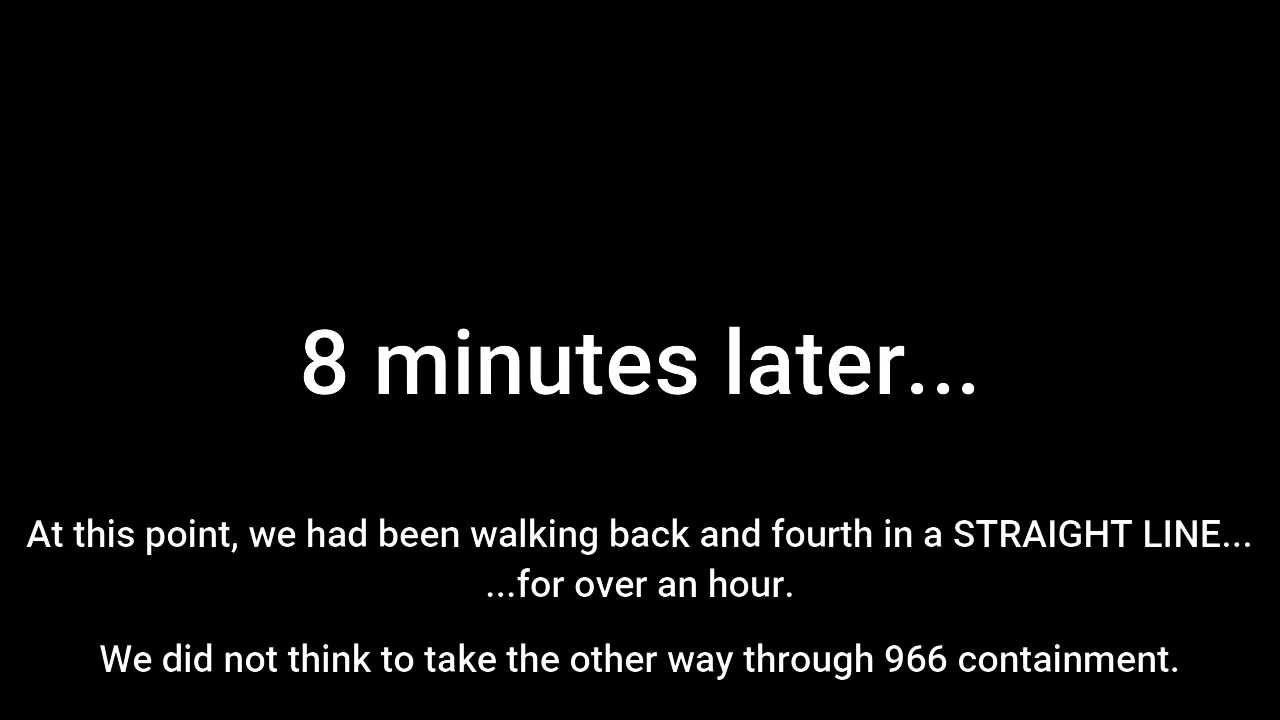 8 minutes later...
At this point, we had been walking back and fourth in a STRAIGHT LINE...
...for over an hour.
We did not think to take the other way through 966 containment.